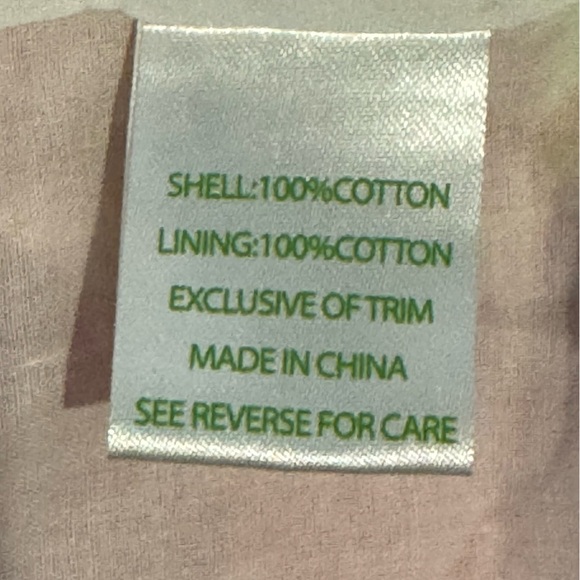 SHELL:100%COTTON
LINING:100%COTTON
EXCLUSIVE OF TRIM
MADE IN CHINA
SEE REVERSE FOR CARE